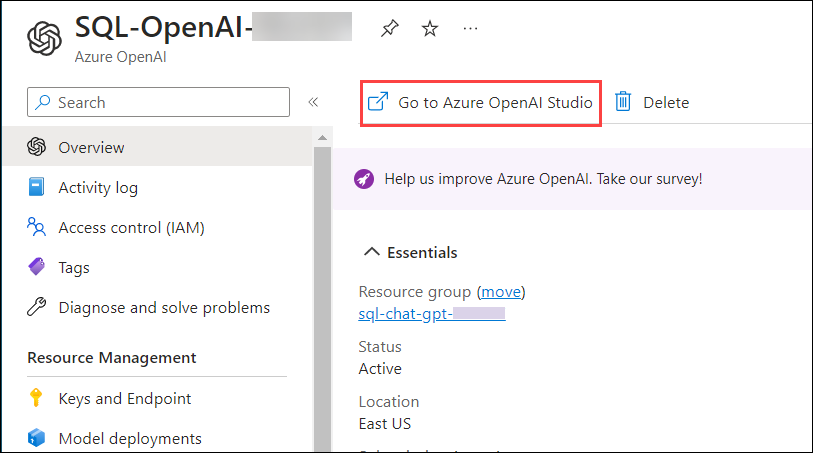 SQL-OpenAI-
Azure OpenAI
Search
Go to Azure OpenAI Studio
Delete
Overview
Activity log
Access control (IAM)
Tags
Diagnose and solve problems
Resource Management
Keys and Endpoint
Model deployments
Help us improve Azure OpenAI. Take our survey!
Essentials
Resource group (move)
sql-chat-gpt-
Status
Active
Location
East US